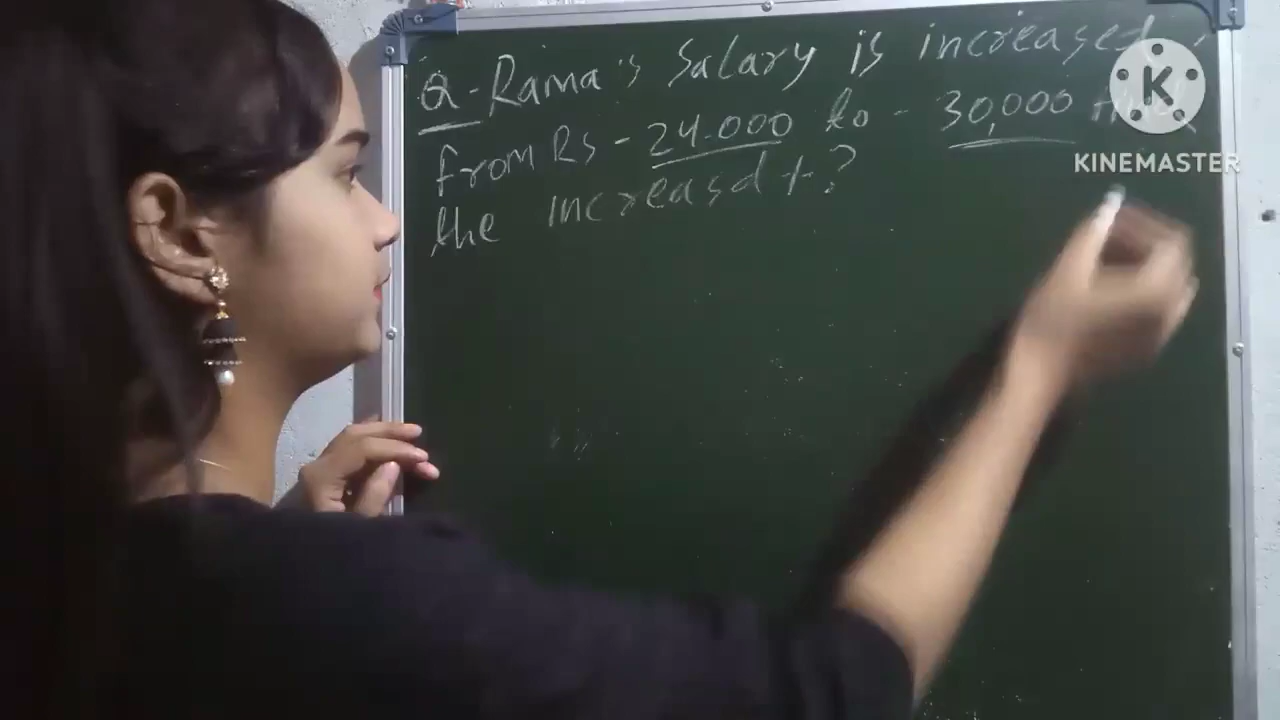 Q- Rama's Salary is increased
from RS - 24.000 to - 30,000
the increasd + ?
K
KINEMASTER